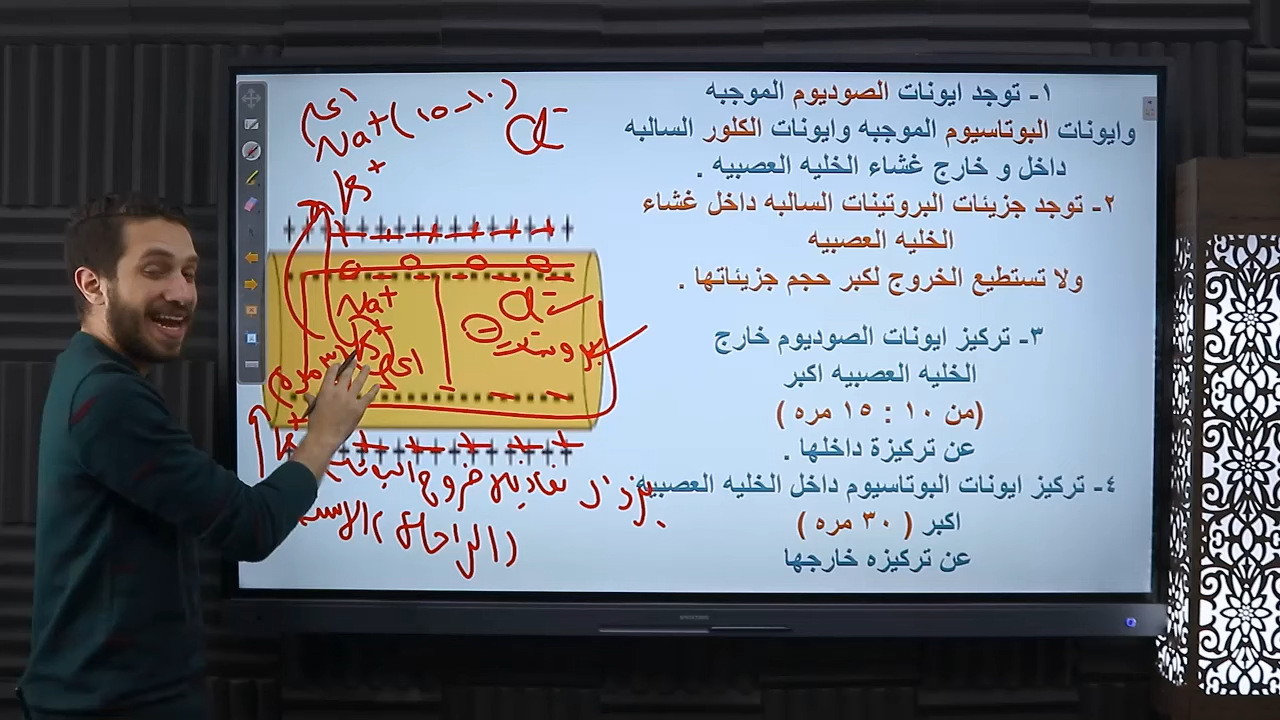 ١- توجد ايونات الصوديوم الموجبه
وايونات البوتاسيوم الموجبه وايونات الكلور السالبه
داخل و خارج غشاء الخليه العصبيه .
٢- توجد جزيئات البروتينات السالبه داخل غشاء
الخليه العصبيه
ولا تستطيع الخروج لكبر حجم جزيئاتها .
٣- تركيز ايونات الصوديوم خارج
الخليه العصبيه اكبر
(من ١٠ : ١٥ مره )
عن تركيزة داخلها .
٤- تركيز ايونات البوتاسيوم داخل الخليه العصبيه
اكبر ( ٣٠ مره )
عن تركيزه خارجها
Na+ (١٠-١٥)
Cl-
K+
Na+
Cl-
K+
بروتينات
K+